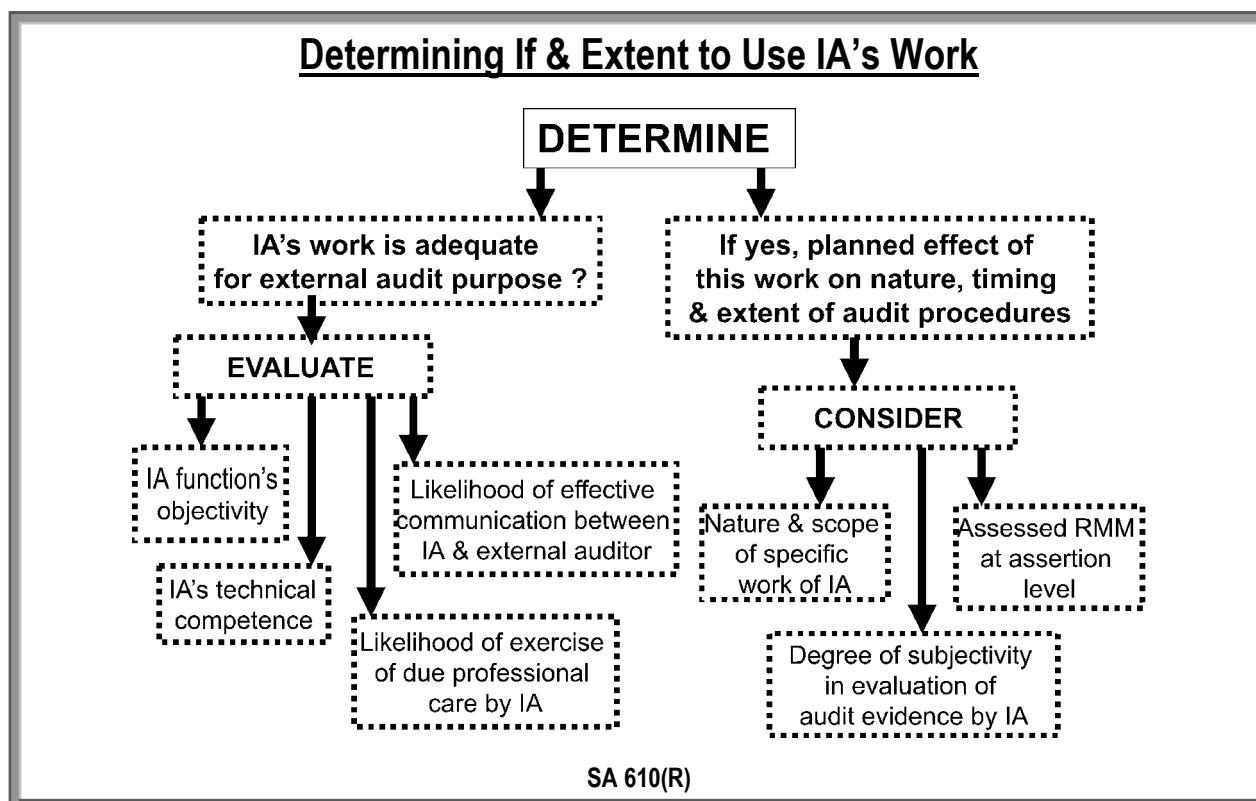 Determining If & Extent to Use IA's Work
DETERMINE
IA's work is adequate
for external audit purpose ?
If yes, planned effect of
this work on nature, timing
& extent of audit procedures
EVALUATE
CONSIDER
IA function's
objectivity
IA's technical
competence
Likelihood of exercise
of due professional
care by IA
Likelihood of effective
communication between
IA & external auditor
Nature & scope
of specific
work of IA
Degree of subjectivity
in evaluation of
audit evidence by IA
Assessed RMM
at assertion
level
SA 610(R)